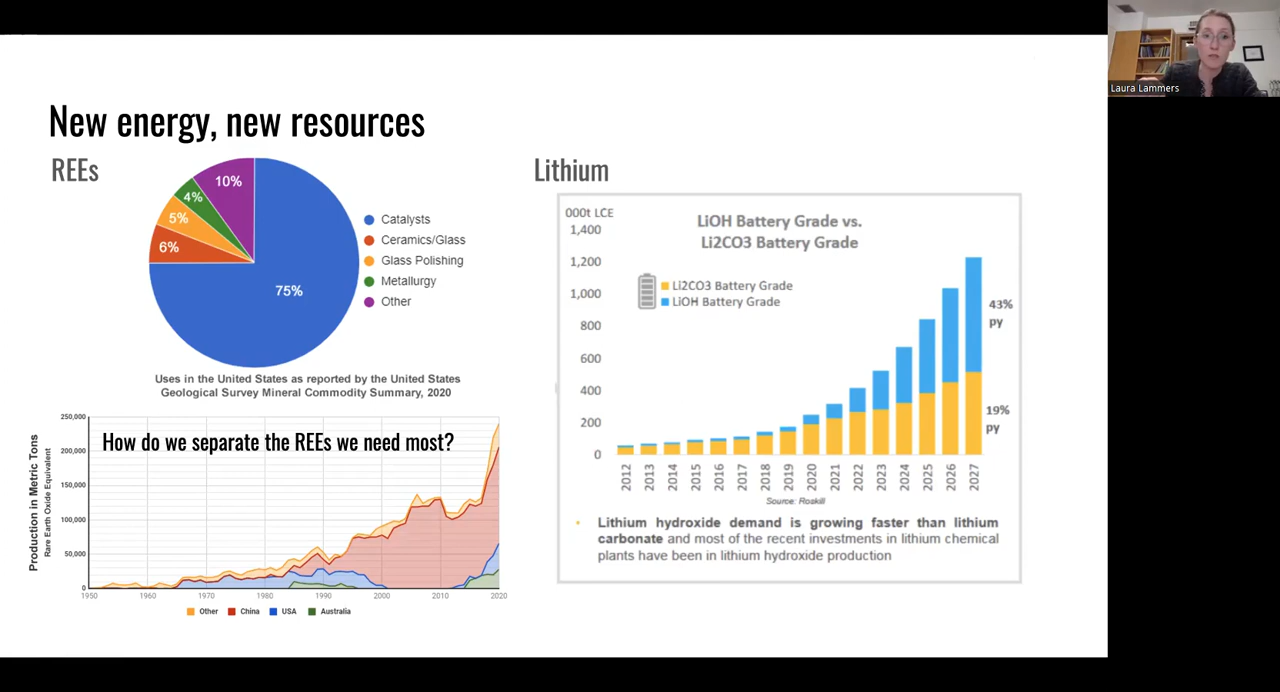 Laura Lammers
New energy, new resources
REEs
10%
4%
5%
6%
75%
Catalysts
Ceramics/Glass
Glass Polishing
Metallurgy
Other
Uses in the United States as reported by the United States
Geological Survey Mineral Commodity Summary, 2020
How do we separate the REEs we need most?
Production in Metric Tons
Rare Earth Oxide Equivalent
250,000
200,000
150,000
100,000
50,000
0
1950 1960 1970 1980 1990 2000 2010 2020
Other China USA Australia
Lithium
000t LCE
LiOH Battery Grade vs.
Li2CO3 Battery Grade
Li2CO3 Battery Grade
LiOH Battery Grade
1,400
1,200
1,000
800
600
400
200
0
43%
py
19%
py
2012 2013 2014 2015 2016 2017 2018 2019 2020 2021 2022 2023 2024 2025 2026 2027
Source: Roskill
• Lithium hydroxide demand is growing faster than lithium
carbonate and most of the recent investments in lithium chemical
plants have been in lithium hydroxide production